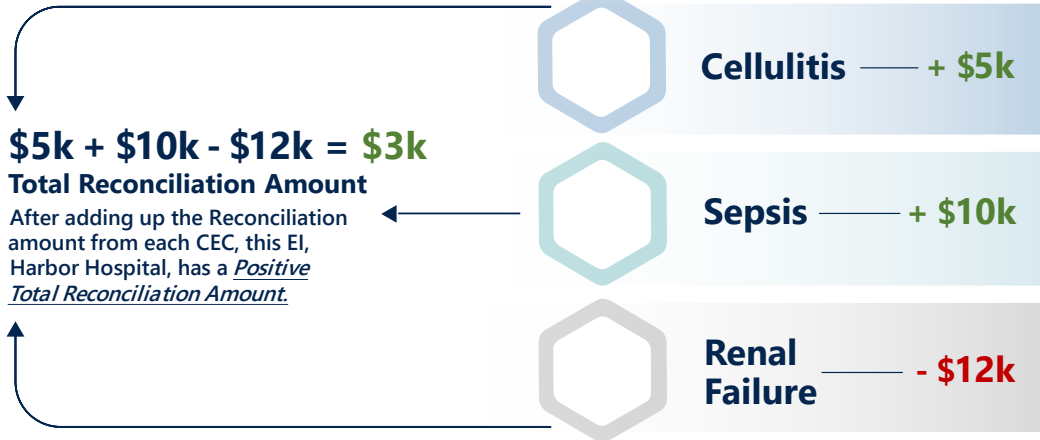 $5k + $10k - $12k = $3k
Total Reconciliation Amount
After adding up the Reconciliation
amount from each CEC, this EI,
Harbor Hospital, has a Positive
Total Reconciliation Amount.
Cellulitis + $5k
Sepsis + $10k
Renal
Failure - $12k